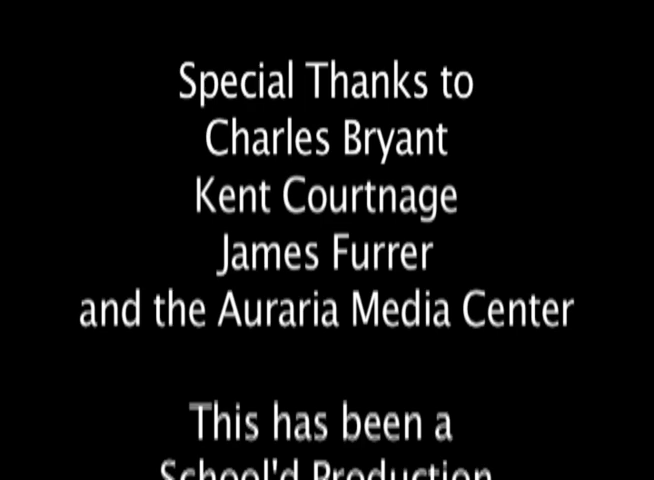 Special Thanks to
Charles Bryant
Kent Courtnage
James Furrer
and the Auraria Media Center
This has been a
School'd Production